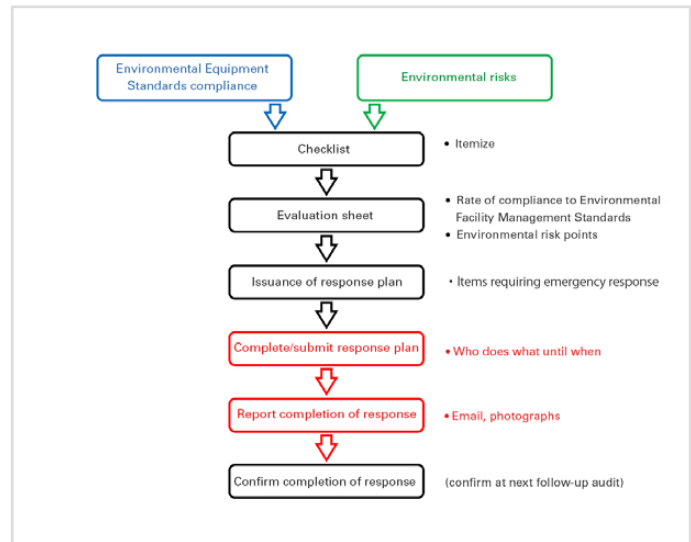 Environmental Equipment
Standards compliance
Environmental risks
Checklist
• Itemize
Evaluation sheet
• Rate of compliance to Environmental
Facility Management Standards
• Environmental risk points
Issuance of response plan
• Items requiring emergency response
Complete/submit response plan
• Who does what until when
Report completion of response
• Email, photographs
Confirm completion of response
(confirm at next follow-up audit)